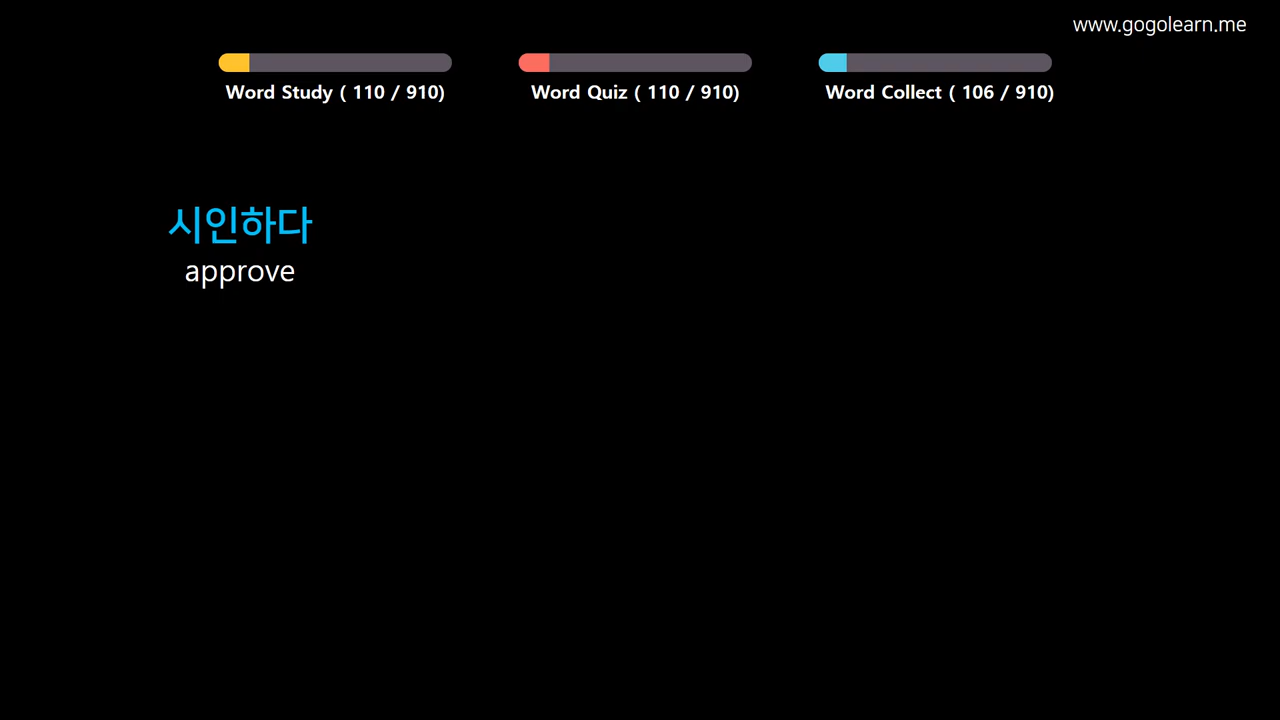 www.gogolearn.me
Word Study ( 110 / 910)
Word Quiz ( 110 / 910)
Word Collect ( 106 / 910)
시인하다
approve